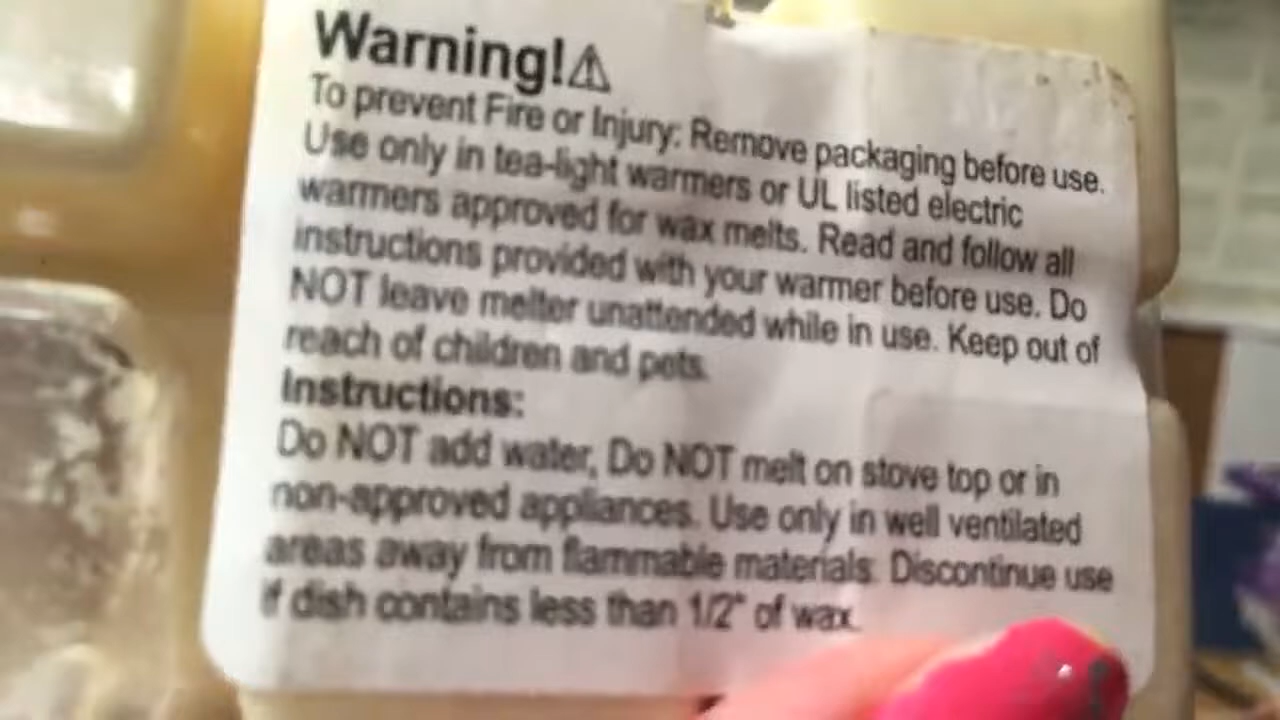 Warning!⚠
To prevent Fire or Injury: Remove packaging before use.
Use only in tea-light warmers or UL listed electric
warmers approved for wax melts. Read and follow all
instructions provided with your warmer before use. Do
NOT leave melter unattended while in use. Keep out of
reach of children and pets.
Instructions:
Do NOT add water, Do NOT melt on stove top or in
non-approved appliances. Use only in well ventilated
areas away from flammable materials. Discontinue use
if dish contains less than 1/2" of wax.